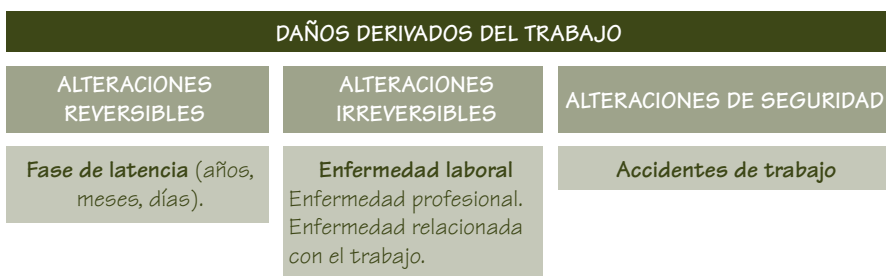 DAÑOS DERIVADOS DEL TRABAJO
ALTERACIONES
REVERSIBLES
ALTERACIONES
IRREVERSIBLES
ALTERACIONES DE SEGURIDAD
Fase de latencia (años,
meses, días).
Enfermedad laboral
Enfermedad profesional.
Enfermedad relacionada
con el trabajo.
Accidentes de trabajo